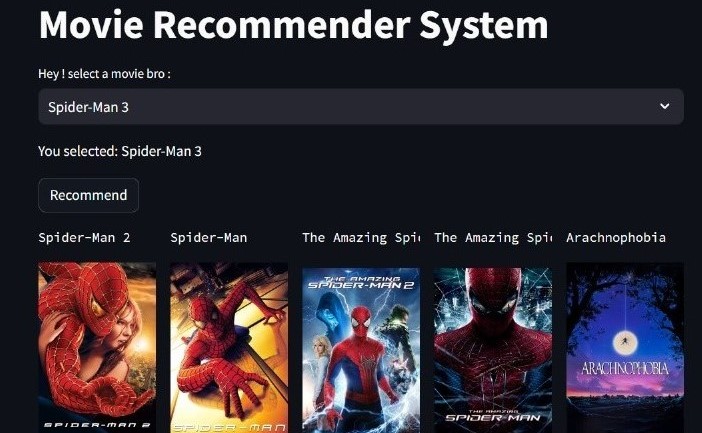 Movie Recommender System
Hey ! select a movie bro :
Spider-Man 3
You selected: Spider-Man 3
Recommend
Spider-Man 2
Spider-Man
The Amazing Spi
The Amazing Spi
Arachnophobia
SPIDER-MAN 2
SPIDER-MAN
THE AMAZING
SPIDER-MAN 2
THE AMAZING
SPIDER-MAN
ARACHNOPHOBIA